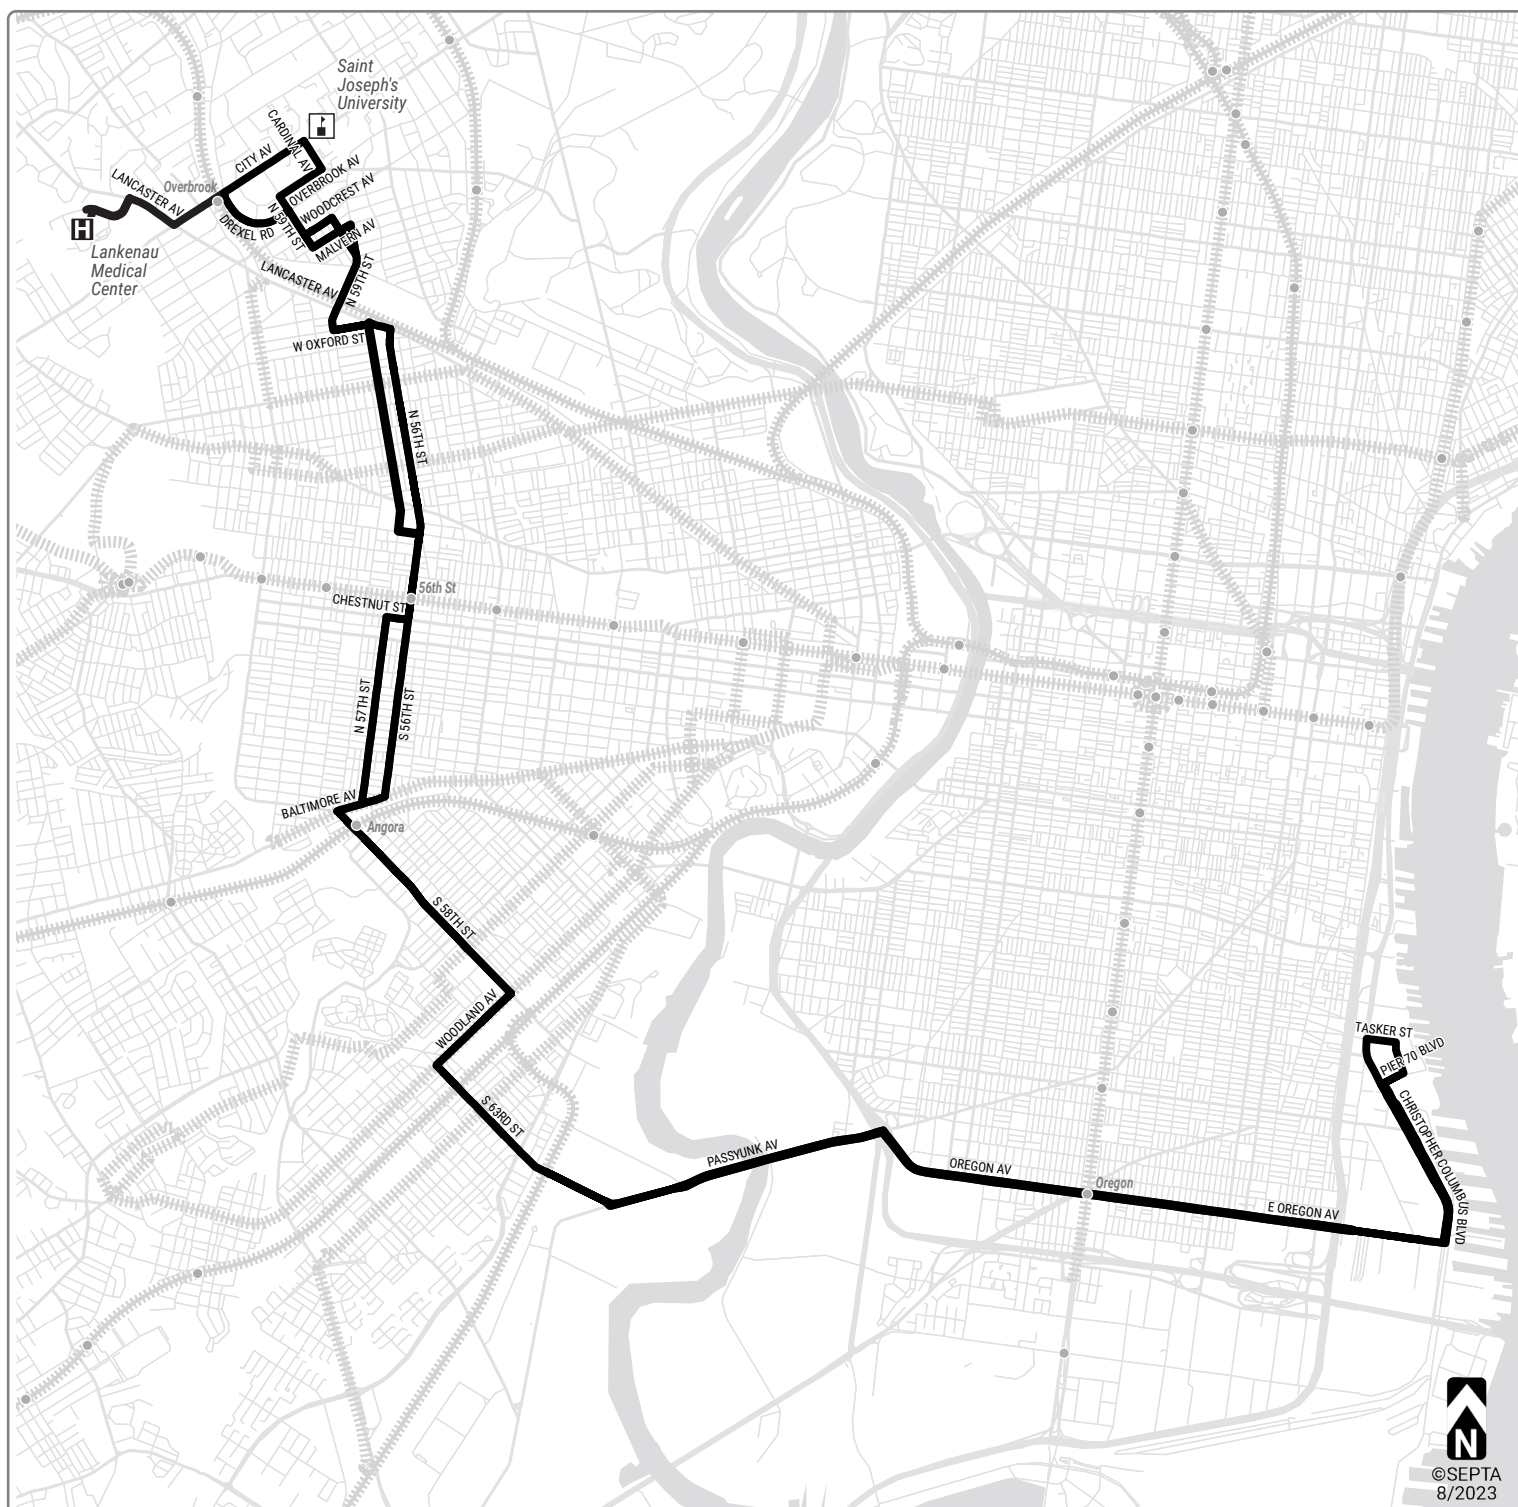 Saint
Joseph's
University
CARDINAL AV
CITY AV
OVERBROOK AV
LANCASTER AV
Overbrook
WOODCREST AV
N 59TH ST
DREXEL RD
MALVERN AV
H
Lankenau
Medical
Center
LANCASTER AV
N 59TH ST
W OXFORD ST
N 56TH ST
56th St
CHESTNUT ST
N 57TH ST
S 56TH ST
BALTIMORE AV
Angora
S 58TH ST
WOODLAND AV
S 63RD ST
PASSYUNK AV
OREGON AV
Oregon
E OREGON AV
TASKER ST
PIER 70 BLVD
CHRISTOPHER COLUMBUS BLVD
N
©SEPTA
8/2023